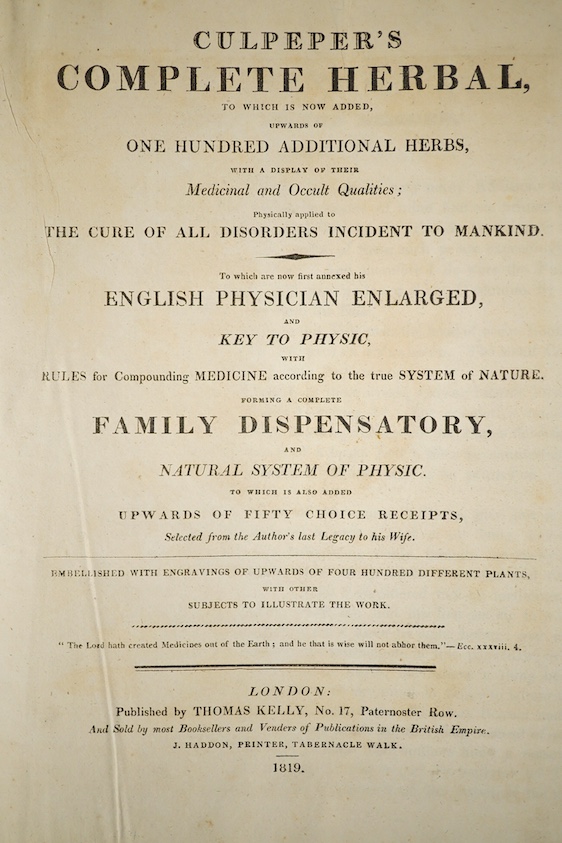 CULPEPER'S
COMPLETE HERBAL,
TO WHICH IS NOW ADDED,
UPWARDS OF
ONE HUNDRED ADDITIONAL HERBS,
WITH A DISPLAY OF THEIR
Medicinal and Occult Qualities;
Physically applied to
THE CURE OF ALL DISORDERS INCIDENT TO MANKIND.
To which are now first annexed his
ENGLISH PHYSICIAN ENLARGED,
AND
KEY TO PHYSIC,
WITH
RULES for Compounding MEDICINE according to the true SYSTEM of NATURE.
FORMING A COMPLETE
FAMILY DISPENSATORY,
AND
NATURAL SYSTEM OF PHYSIC.
TO WHICH IS ALSO ADDED
UPWARDS OF FIFTY CHOICE RECEIPTS,
Selected from the Author's last Legacy to his Wife.
EMBELLISHED WITH ENGRAVINGS OF UPWARDS OF FOUR HUNDRED DIFFERENT PLANTS,
WITH OTHER
SUBJECTS TO ILLUSTRATE THE WORK.
"The Lord hath created Medicines out of the Earth; and he that is wise will not abhor them."—Ecc. xxxviii. 4.
LONDON:
Published by THOMAS KELLY, No. 17, Paternoster Row.
And Sold by most Booksellers and Venders of Publications in the British Empire.
J. HADDON, PRINTER, TABERNACLE WALK.
1819.